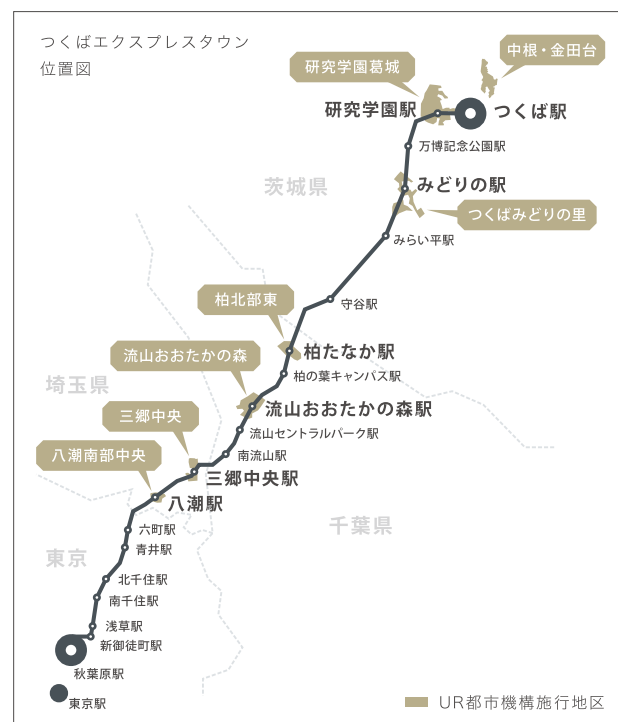 つくばエクスプレスタウン
位置図
中根・金田台
研究学園葛城
研究学園駅
つくば駅
万博記念公園駅
茨城県
みどりの駅
つくばみどりの里
みらい平駅
柏北部東
守谷駅
流山おおたかの森
柏たなか駅
柏の葉キャンパス駅
埼玉県
三郷中央
流山おおたかの森駅
流山セントラルパーク駅
八潮南部中央
南流山駅
三郷中央駅
八潮駅
千葉県
六町駅
東京
青井駅
北千住駅
南千住駅
浅草駅
新御徒町駅
秋葉原駅
東京駅
UR都市機構施行地区